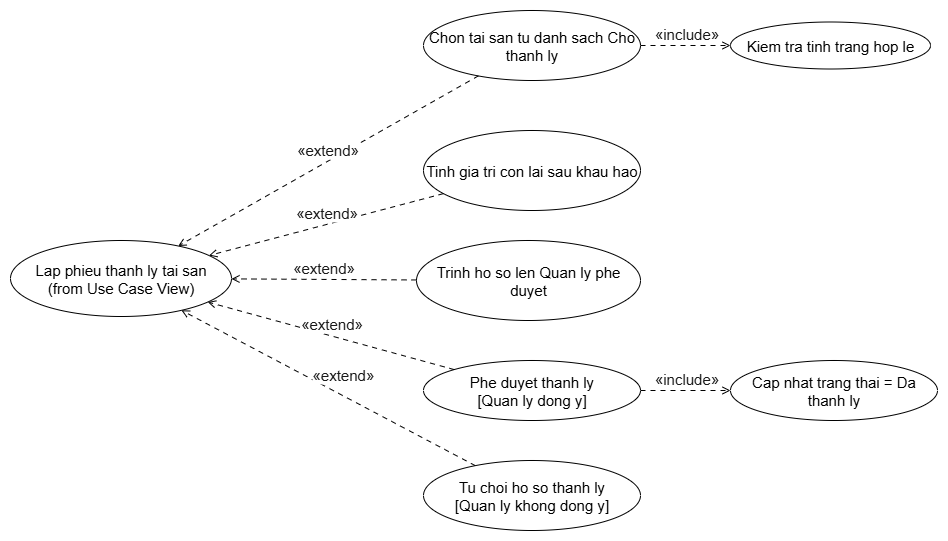 Chon tai san tu danh sach Cho
thanh ly
«include»
Kiem tra tinh trang hop le
«extend»
Tinh gia tri con lai sau khau hao
«extend»
Lap phieu thanh ly tai san
(from Use Case View)
«extend»
Trinh ho so len Quan ly phe
duyet
«extend»
Phe duyet thanh ly
[Quan ly dong y]
«include»
Cap nhat trang thai = Da
thanh ly
«extend»
Tu choi ho so thanh ly
[Quan ly khong dong y]